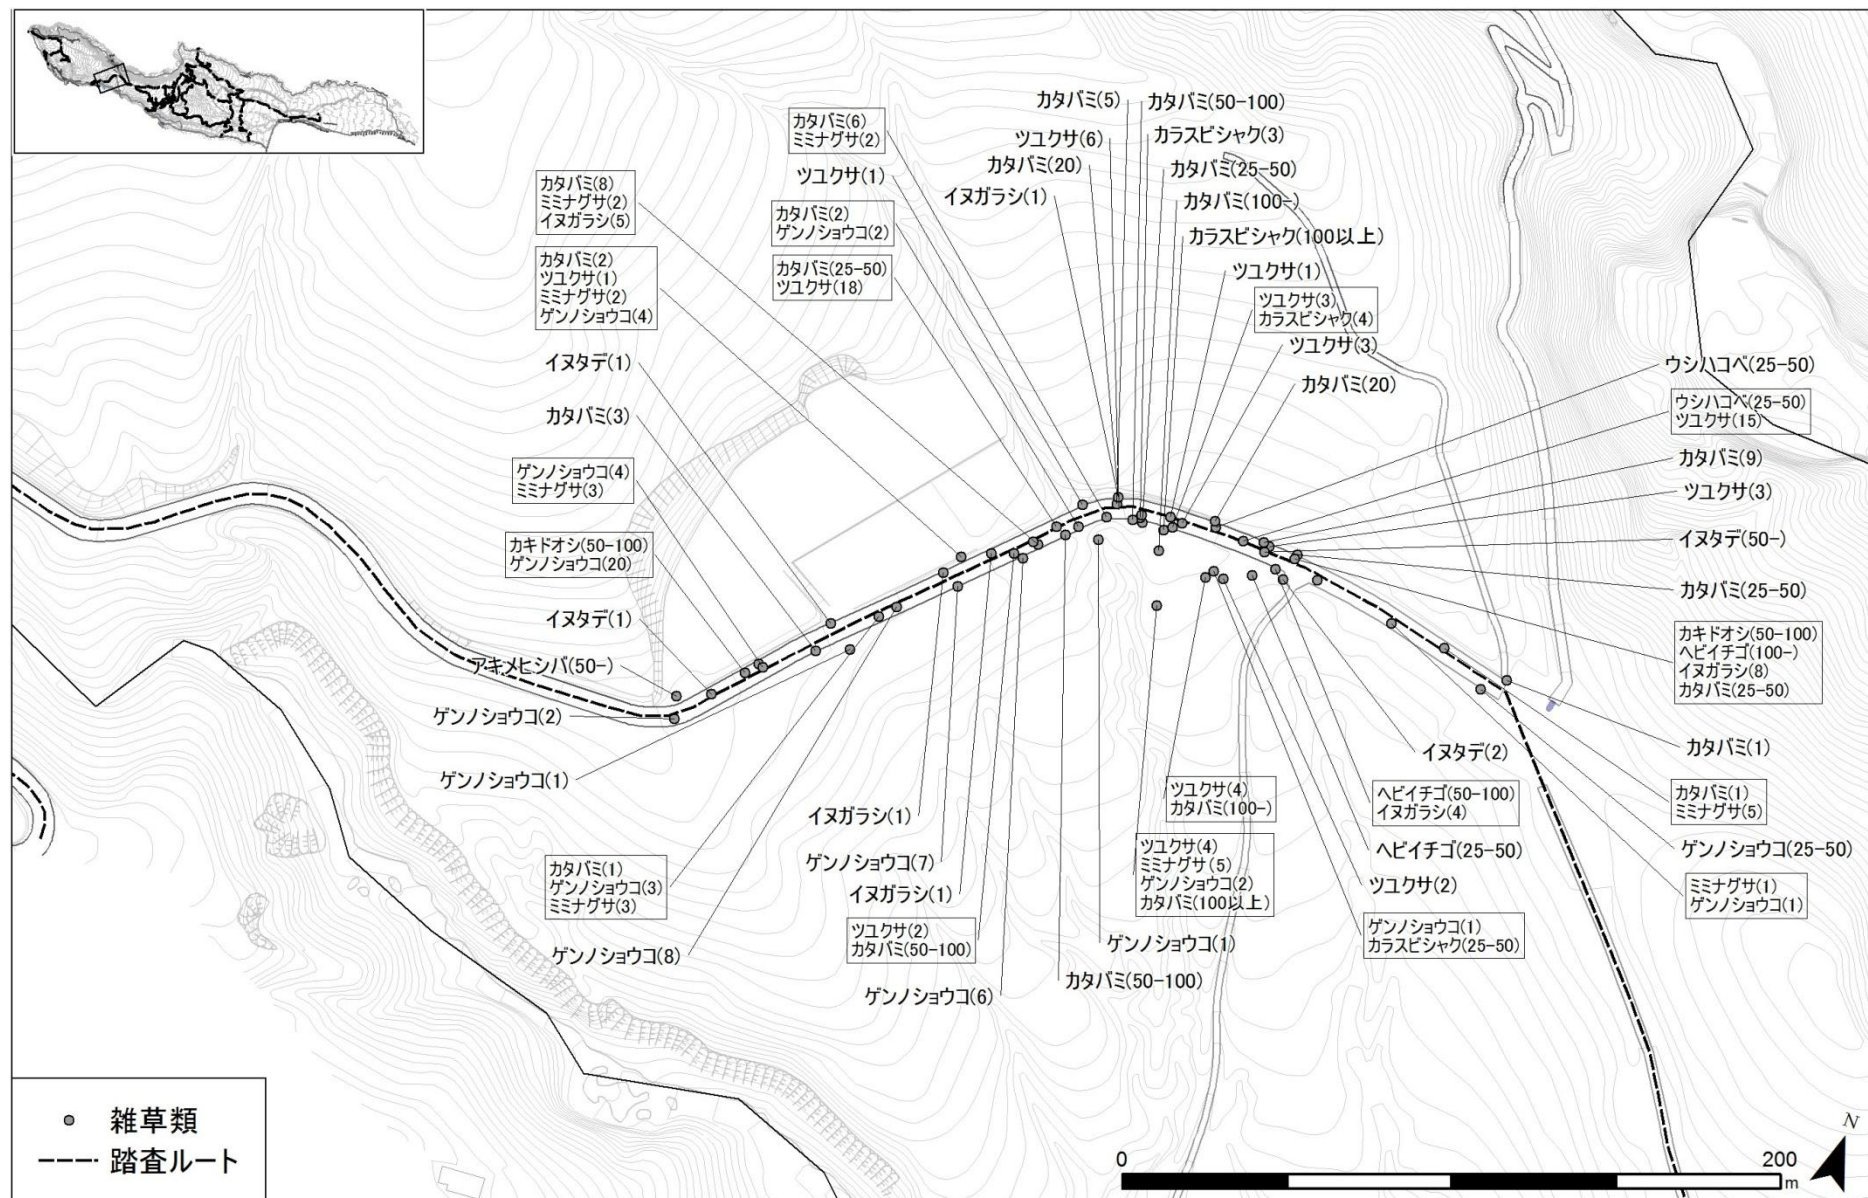 カタバミ(5)
カタバミ(50-100)
カタバミ(6)
ミミナグサ(2)
ツユクサ(6)
カラスビシャク(3)
カタバミ(20)
カタバミ(25-50)
ツユクサ(1)
カタバミ(8)
ミミナグサ(2)
イヌガラシ(5)
イヌガラシ(1)
カタバミ(100-)
カタバミ(2)
ゲンノショウコ(2)
カラスビシャク(100以上)
カタバミ(2)
ツユクサ(1)
ミミナグサ(2)
ゲンノショウコ(4)
カタバミ(25-50)
ツユクサ(18)
ツユクサ(1)
ツユクサ(3)
カラスビシャク(4)
ツユクサ(3)
イヌタデ(1)
カタバミ(20)
ウシハコベ(25-50)
カタバミ(3)
ウシハコベ(25-50)
ツユクサ(15)
カタバミ(9)
ゲンノショウコ(4)
ミミナグサ(3)
ツユクサ(3)
カキドオシ(50-100)
ゲンノショウコ(20)
イヌタデ(50-)
カタバミ(25-50)
イヌタデ(1)
カキドオシ(50-100)
ヘビイチゴ(100-)
イヌガラシ(8)
カタバミ(25-50)
アキメヒシバ(50-)
ゲンノショウコ(2)
カタバミ(1)
イヌタデ(2)
ゲンノショウコ(1)
ツユクサ(4)
カタバミ(100-)
ヘビイチゴ(50-100)
イヌガラシ(4)
カタバミ(1)
ミミナグサ(5)
イヌガラシ(1)
ツユクサ(4)
ミミナグサ(5)
ゲンノショウコ(2)
カタバミ(100以上)
ヘビイチゴ(25-50)
ゲンノショウコ(25-50)
ゲンノショウコ(7)
カタバミ(1)
ゲンノショウコ(3)
ミミナグサ(3)
イヌガラシ(1)
ツユクサ(2)
ミミナグサ(1)
ゲンノショウコ(1)
ツユクサ(2)
カタバミ(50-100)
ゲンノショウコ(1)
カラスビシャク(25-50)
ゲンノショウコ(8)
ゲンノショウコ(1)
カタバミ(50-100)
ゲンノショウコ(6)
雑草類
踏査ルート
0
200
m
N